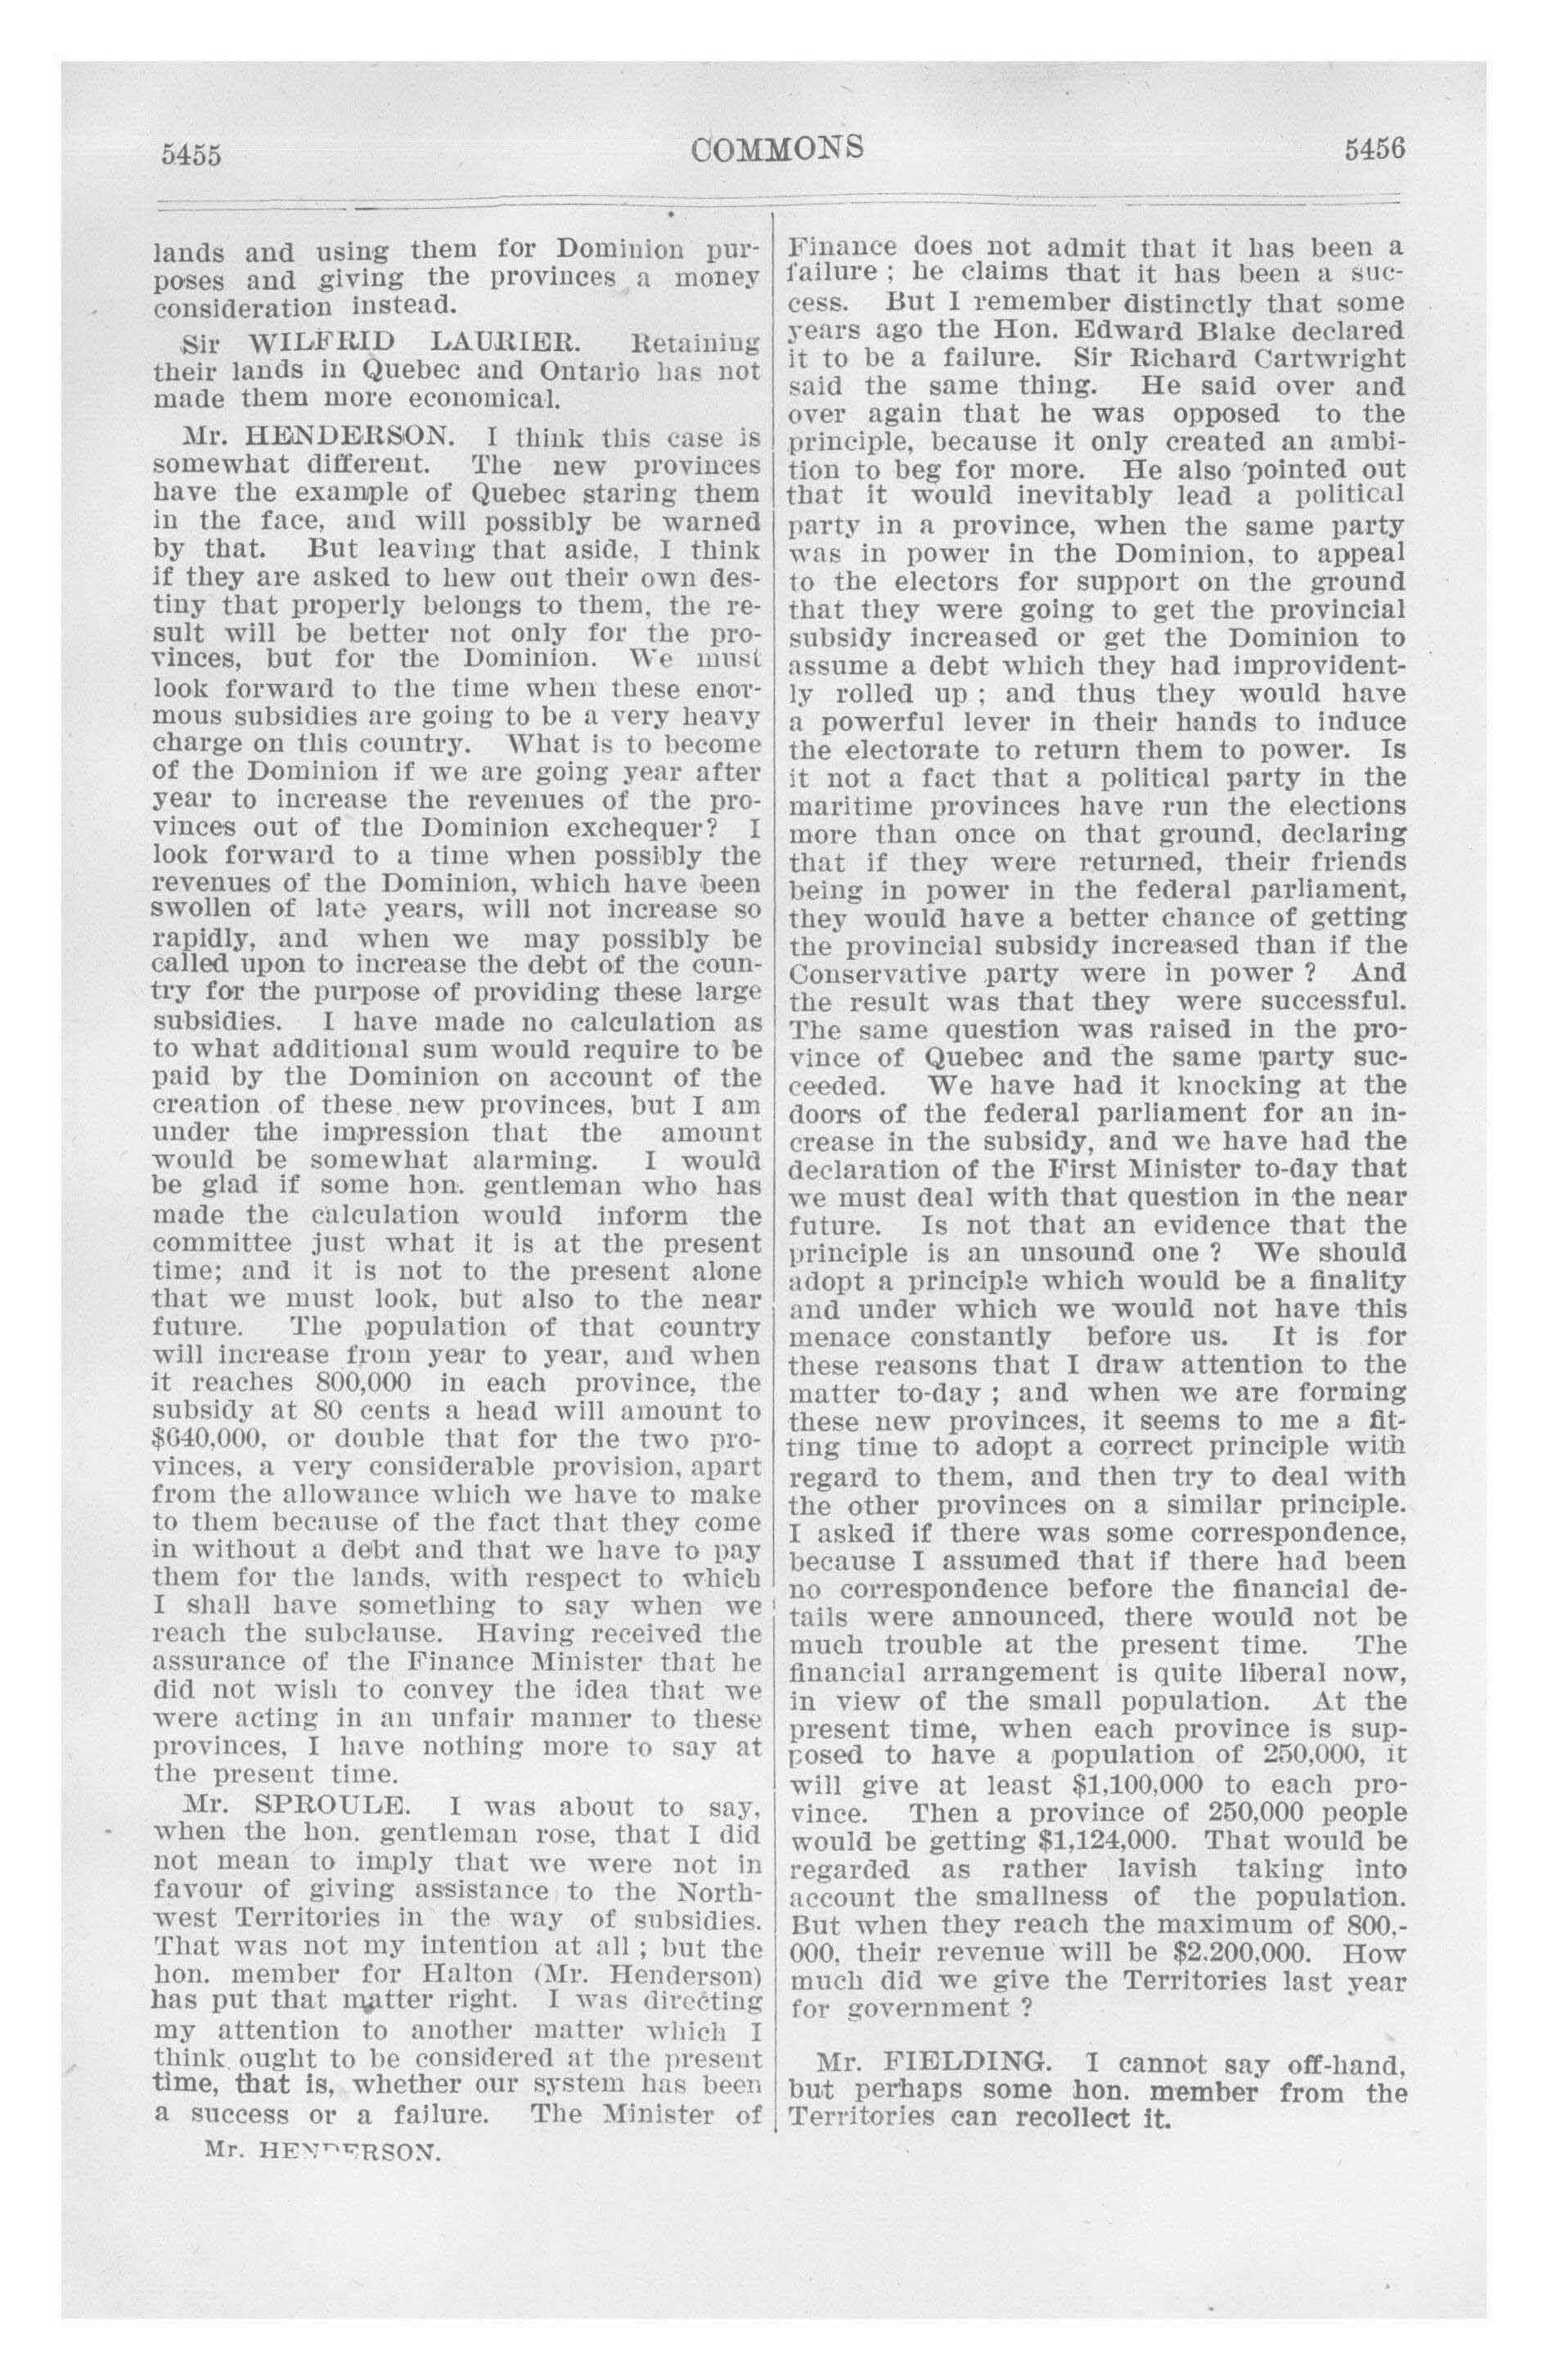 5455
COMMONS
5456
lands and using them for Dominion pur-
poses and giving the provinces a money
consideration instead.
Sir WILFRID LAURIER. Retaining
their lands in Quebec and Ontario has not
made them more economical.
Mr. HENDERSON. I think this case is
somewhat different. The new provinces
have the example of Quebec staring them
in the face, and will possibly be warned
by that. But leaving that aside, I think
if they are asked to hew out their own des-
tiny that properly belongs to them, the re-
sult will be better not only for the pro-
vinces, but for the Dominion. We must
look forward to the time when these enor-
mous subsidies are going to be a very heavy
charge on this country. What is to become
of the Dominion if we are going year after
year to increase the revenues of the pro-
vinces out of the Dominion exchequer? I
look forward to a time when possibly the
revenues of the Dominion, which have been
swollen of late years, will not increase so
rapidly, and when we may possibly be
called upon to increase the debt of the coun-
try for the purpose of providing these large
subsidies. I have made no calculation as
to what additional sum would require to be
paid by the Dominion on account of the
creation of these new provinces, but I am
under the impression that the amount
would be somewhat alarming. I would
be glad if some hon. gentleman who has
made the calculation would inform the
committee just what it is at the present
time; and it is not to the present alone
that we must look, but also to the near
future. The population of that country
will increase from year to year, and when
it reaches 800,000 in each province, the
subsidy at 80 cents a head will amount to
$640,000, or double that for the two pro-
vinces, a very considerable provision, apart
from the allowance which we have to make
to them because of the fact that they come
in without a debt and that we have to pay
them for the lands, with respect to which
I shall have something to say when we
reach the subclause. Having received the
assurance of the Finance Minister that he
did not wish to convey the idea that we
were acting in an unfair manner to these
provinces, I have nothing more to say at
the present time.
Mr. SPROULE. I was about to say,
when the hon. gentleman rose, that I did
not mean to imply that we were not in
favour of giving assistance to the North-
west Territories in the way of subsidies.
That was not my intention at all ; but the
hon. member for Halton (Mr. Henderson)
has put that matter right. I was directing
my attention to another matter which I
think ought to be considered at the present
time, that is, whether our system has been
a success or a failure. The Minister of
Mr. HENDERSON.
Finance does not admit that it has been a
failure ; he claims that it has been a suc-
cess. But I remember distinctly that some
years ago the Hon. Edward Blake declared
it to be a failure. Sir Richard Cartwright
said the same thing. He said over and
over again that he was opposed to the
principle, because it only created an ambi-
tion to beg for more. He also pointed out
that it would inevitably lead a political
party in a province, when the same party
was in power in the Dominion, to appeal
to the electors for support on the ground
that they were going to get the provincial
subsidy increased or get the Dominion to
assume a debt which they had improvident-
ly rolled up ; and thus they would have
a powerful lever in their hands to induce
the electorate to return them to power. Is
it not a fact that a political party in the
maritime provinces have run the elections
more than once on that ground, declaring
that if they were returned, their friends
being in power in the federal parliament,
they would have a better chance of getting
the provincial subsidy increased than if the
Conservative party were in power ? And
the result was that they were successful.
The same question was raised in the pro-
vince of Quebec and the same party suc-
ceeded. We have had it knocking at the
doors of the federal parliament for an in-
crease in the subsidy, and we have had the
declaration of the First Minister to-day that
we must deal with that question in the near
future. Is not that an evidence that the
principle is an unsound one ? We should
adopt a principle which would be a finality
and under which we would not have this
menace constantly before us. It is for
these reasons that I draw attention to the
matter to-day ; and when we are forming
these new provinces, it seems to me a fit-
ting time to adopt a correct principle with
regard to them, and then try to deal with
the other provinces on a similar principle.
I asked if there was some correspondence,
because I assumed that if there had been
no correspondence before the financial de-
tails were announced, there would not be
much trouble at the present time. The
financial arrangement is quite liberal now,
in view of the small population. At the
present time, when each province is sup-
posed to have a population of 250,000, it
will give at least $1,100,000 to each pro-
vince. Then a province of 250,000 people
would be getting $1,124,000. That would be
regarded as rather lavish taking into
account the smallness of the population.
But when they reach the maximum of 800,-
000, their revenue will be $2,200,000. How
much did we give the Territories last year
for government ?
Mr. FIELDING. I cannot say off-hand,
but perhaps some hon. member from the
Territories can recollect it.